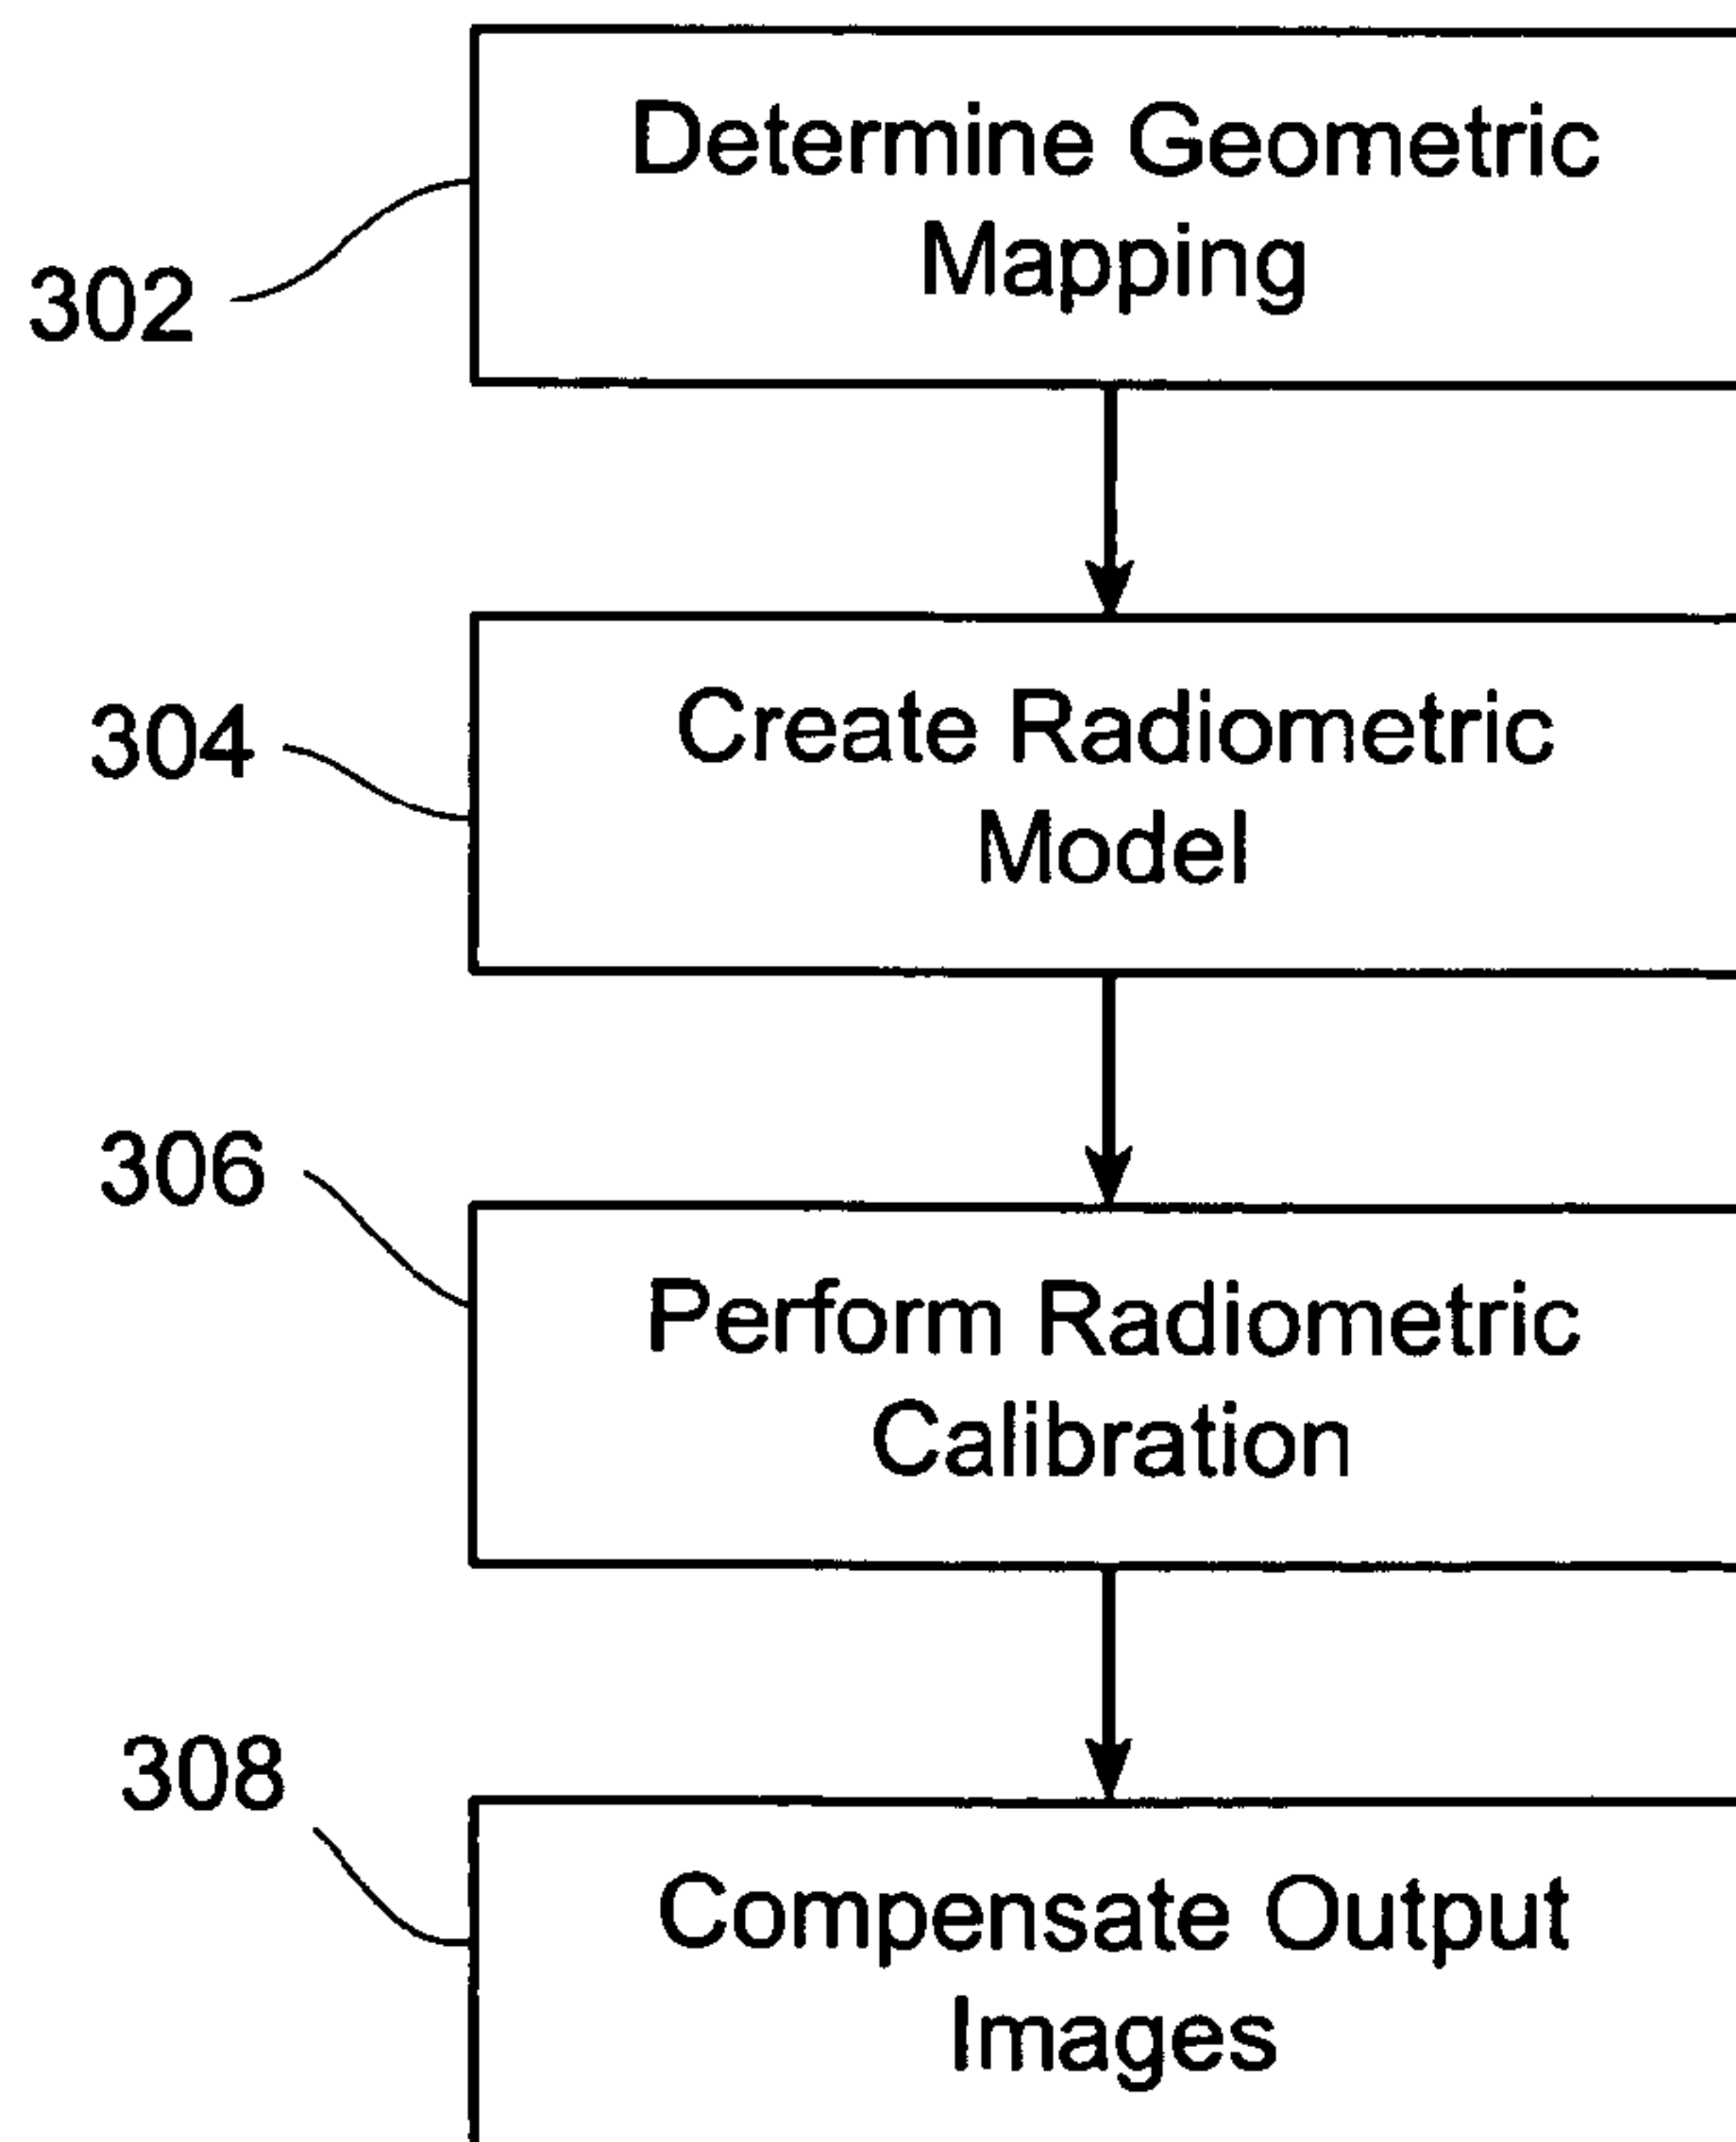 Determine Geometric
Mapping
302
Create Radiometric
Model
304
Perform Radiometric
Calibration
306
Compensate Output
Images
308